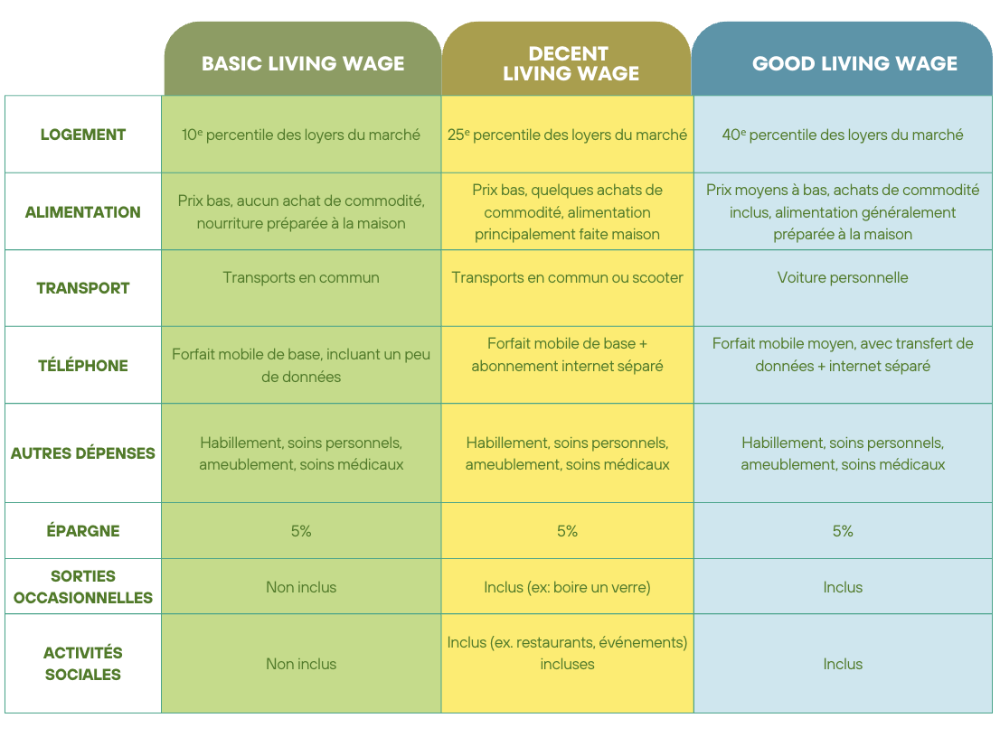 BASIC LIVING WAGE
DECENT
LIVING WAGE
GOOD LIVING WAGE
LOGEMENT
10ᵉ percentile des loyers du marché
25ᵉ percentile des loyers du marché
40ᵉ percentile des loyers du marché
ALIMENTATION
Prix bas, aucun achat de commodité,
nourriture préparée à la maison
Prix bas, quelques achats de
commodité, alimentation
principalement faite maison
Prix moyens à bas, achats de commodité
inclus, alimentation généralement
préparée à la maison
TRANSPORT
Transports en commun
Transports en commun ou scooter
Voiture personnelle
TÉLÉPHONE
Forfait mobile de base, incluant un peu
de données
Forfait mobile de base +
abonnement internet séparé
Forfait mobile moyen, avec transfert de
données + internet séparé
AUTRES DÉPENSES
Habillement, soins personnels,
ameublement, soins médicaux
Habillement, soins personnels,
ameublement, soins médicaux
Habillement, soins personnels,
ameublement, soins médicaux
ÉPARGNE
5%
5%
5%
SORTIES
OCCASIONNELLES
Non inclus
Inclus (ex: boire un verre)
Inclus
ACTIVITÉS
SOCIALES
Non inclus
Inclus (ex. restaurants, événements)
incluses
Inclus